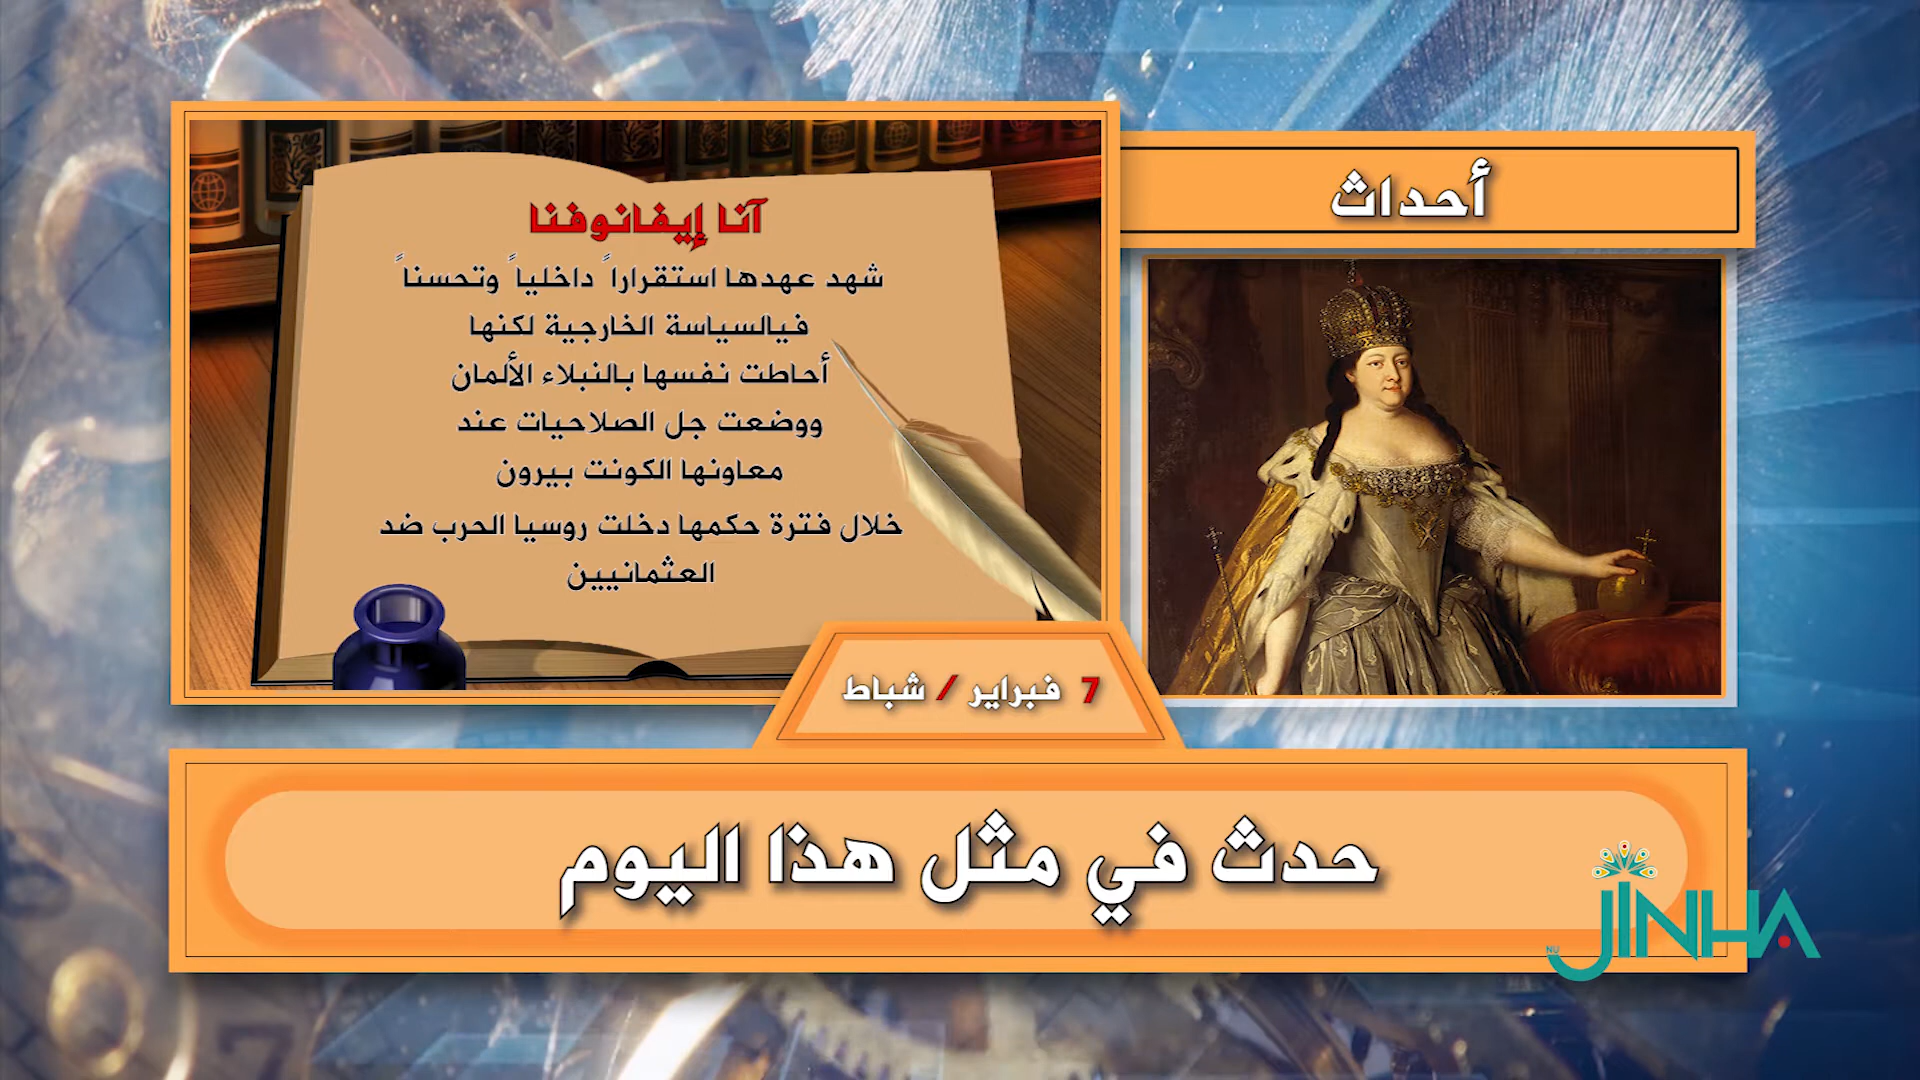 أحداث
آنا إيفانوفنا
شهد عهدها استقراراً داخلياً وتحسناً
فيالسياسة الخارجية لكنها
أحاطت نفسها بالنبلاء الألمان
ووضعت جل الصلاحيات عند
معاونها الكونت بيرون
خلال فترة حكمها دخلت روسيا الحرب ضد
العثمانيين
7 فبراير / شباط
حدث في مثل هذا اليوم
NU JINHA